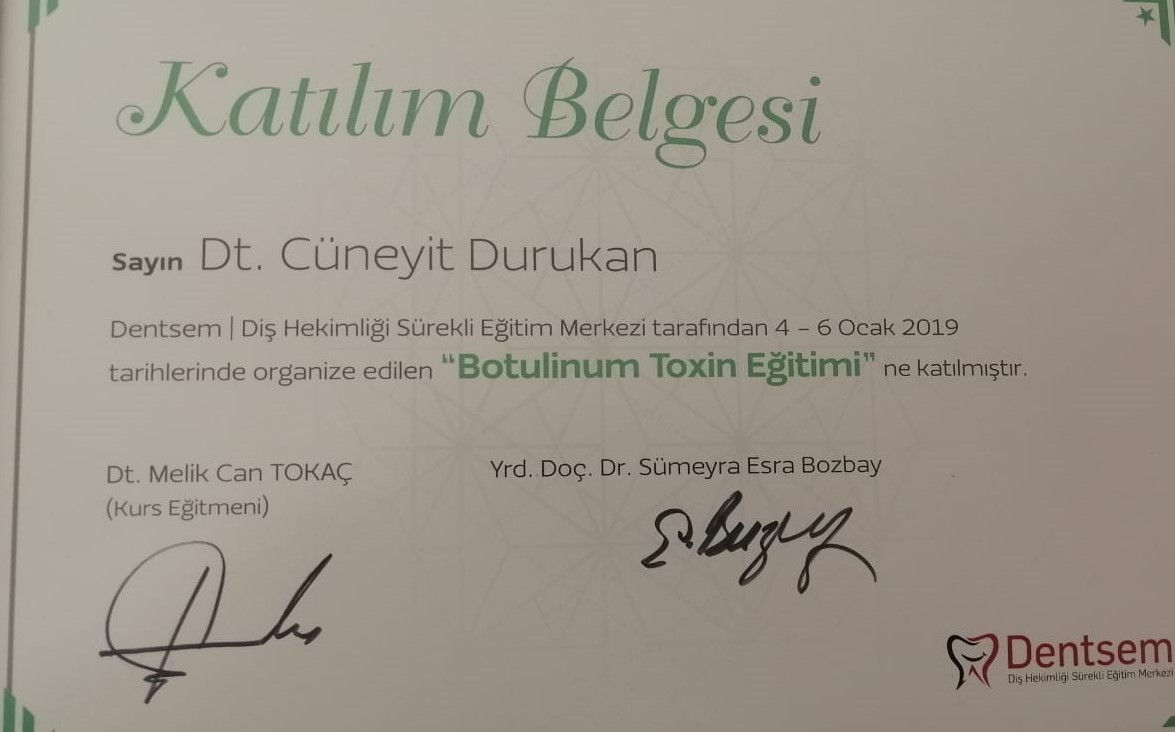 Katılım Belgesi
Sayın Dt. Cüneyit Durukan
Dentsem | Diş Hekimliği Sürekli Eğitim Merkezi tarafından 4 – 6 Ocak 2019
tarihlerinde organize edilen “Botulinum Toxin Eğitimi” ne katılmıştır.
Dt. Melik Can TOKAÇ
(Kurs Eğitmeni)
Yrd. Doç. Dr. Sümeyra Esra Bozbay
Dentsem
Diş Hekimliği Sürekli Eğitim Merkezi